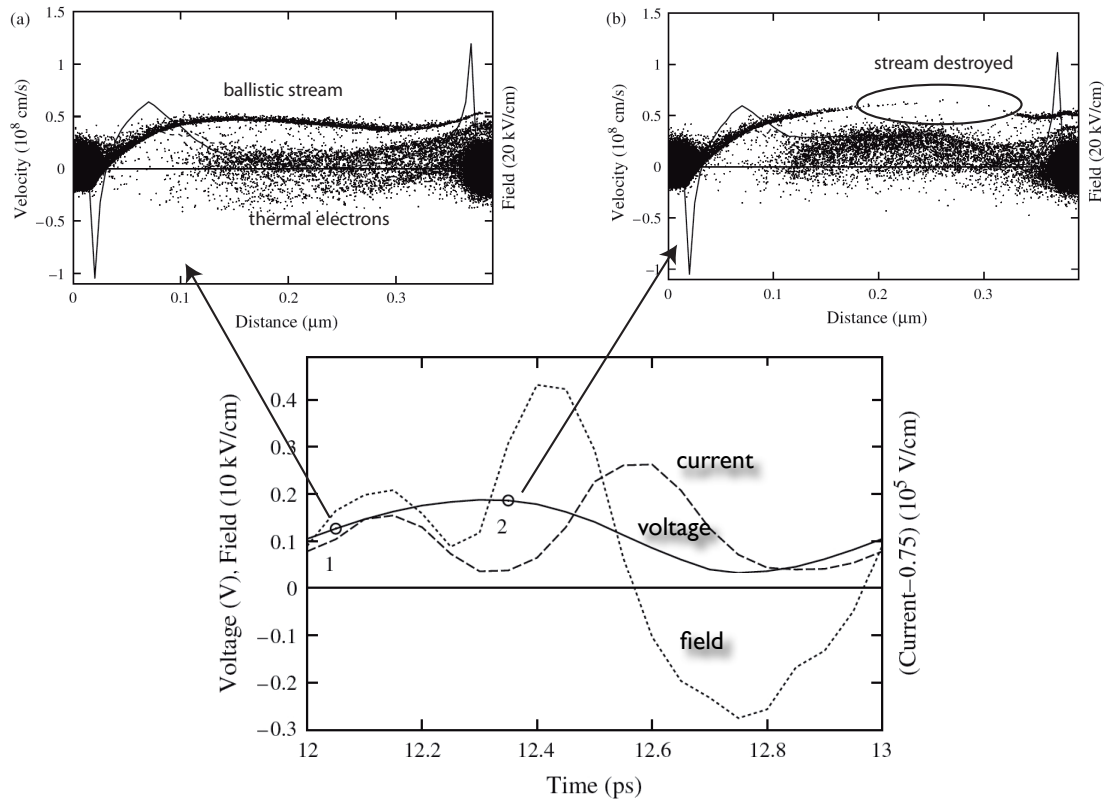 (a)
1.5
1
0.5
0
−0.5
−1
Velocity (10⁸ cm/s)
ballistic stream
thermal electrons
Field (20 kV/cm)
0
0.1
0.2
0.3
Distance (μm)
(b)
1.5
1
0.5
0
−0.5
−1
Velocity (10⁸ cm/s)
stream destroyed
Field (20 kV/cm)
0
0.1
0.2
0.3
Distance (μm)
Voltage (V), Field (10 kV/cm)
0.4
0.3
0.2
0.1
0
−0.1
−0.2
−0.3
current
voltage
field
1
2
(Current−0.75) (10⁵ V/cm)
12
12.2
12.4
12.6
12.8
13
Time (ps)